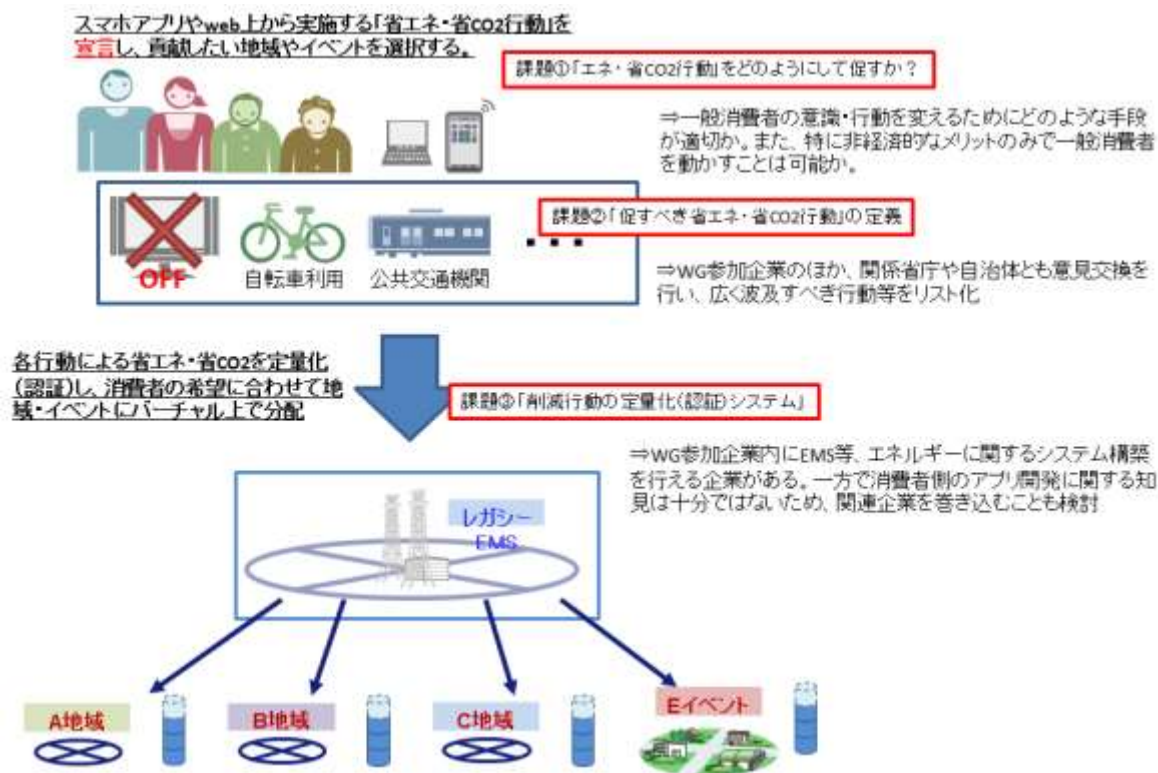 スマホアプリやweb上から実施する「省エネ・省CO2行動」を
宣言し、貢献したい地域やイベントを選択する。
課題①「エネ・省CO2行動」をどのようにして促すか？
⇒一般消費者の意識・行動を変えるためにどのような手段
が適切か。また、特に非経済的なメリットのみで一般消費者
を動かすことは可能か。
課題②「促すべき省エネ・省CO2行動」の定義
OFF
自転車利用
公共交通機関
・・・
⇒WG参加企業のほか、関係省庁や自治体とも意見交換を
行い、広く波及すべき行動等をリスト化
各行動による省エネ・省CO2を定量化
（認証）し、消費者の希望に合わせて地
域・イベントにバーチャル上で分配
課題③「削減行動の定量化（認証）システム」
⇒WG参加企業内にEMS等、エネルギーに関するシステム構築
を行える企業がある。一方で消費者側のアプリ開発に関する知
見は十分ではないため、関連企業を巻き込むことも検討
レガシー
EMS
A地域
B地域
C地域
Eイベント